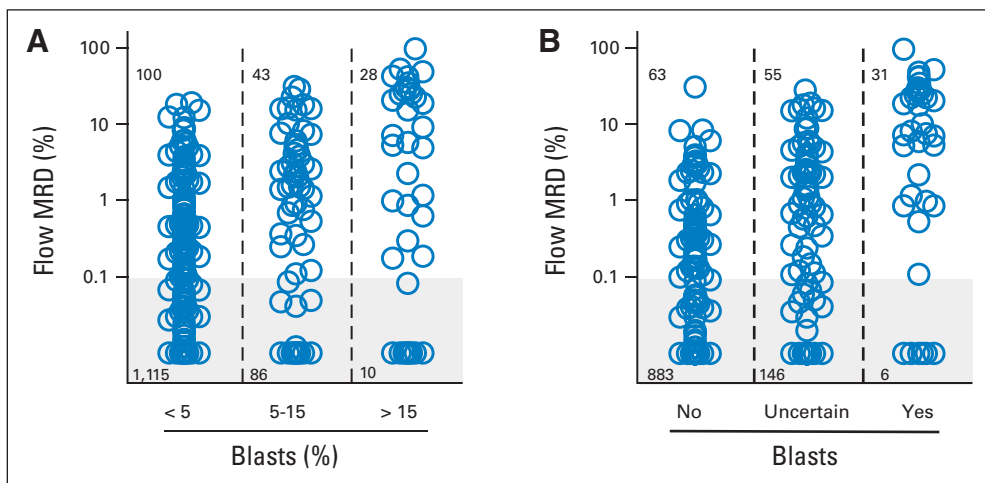 A
Flow MRD (%)
100
10
1
0.1
100
43
28
1,115
86
10
< 5
5-15
> 15
Blasts (%)
B
Flow MRD (%)
100
10
1
0.1
63
55
31
883
146
6
No
Uncertain
Yes
Blasts